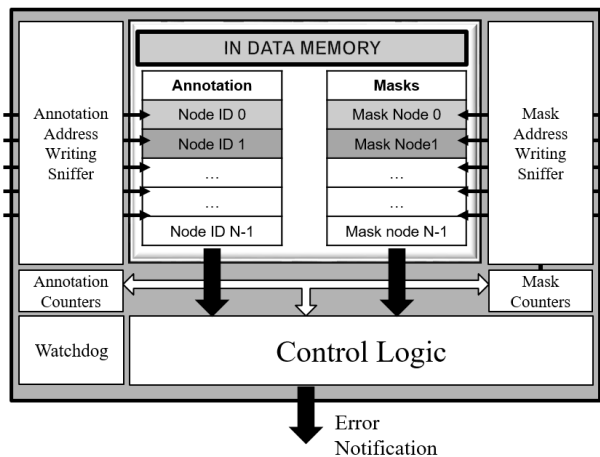 IN DATA MEMORY
Annotation
Address
Writing
Sniffer
Annotation
Node ID 0
Node ID 1
...
...
Node ID N-1
Masks
Mask Node 0
Mask Node1
...
...
Mask node N-1
Mask
Address
Writing
Sniffer
Annotation
Counters
Mask
Counters
Watchdog
Control Logic
Error
Notification